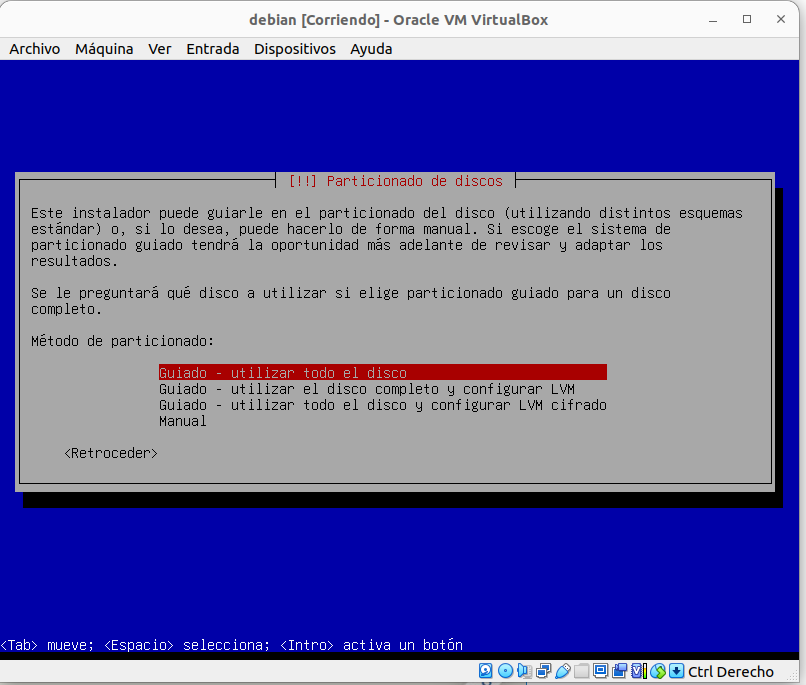 debian [Corriendo] - Oracle VM VirtualBox
Archivo Máquina Ver Entrada Dispositivos Ayuda
[!!] Particionado de discos
Este instalador puede guiarle en el particionado del disco (utilizando distintos esquemas
estándar) o, si lo desea, puede hacerlo de forma manual. Si escoge el sistema de
particionado guiado tendrá la oportunidad más adelante de revisar y adaptar los
resultados.
Se le preguntará qué disco a utilizar si elige particionado guiado para un disco
completo.
Método de particionado:
Guiado - utilizar todo el disco
Guiado - utilizar el disco completo y configurar LVM
Guiado - utilizar todo el disco y configurar LVM cifrado
Manual
<Retroceder>
<Tab> mueve; <Espacio> selecciona; <Intro> activa un botón
Ctrl Derecho